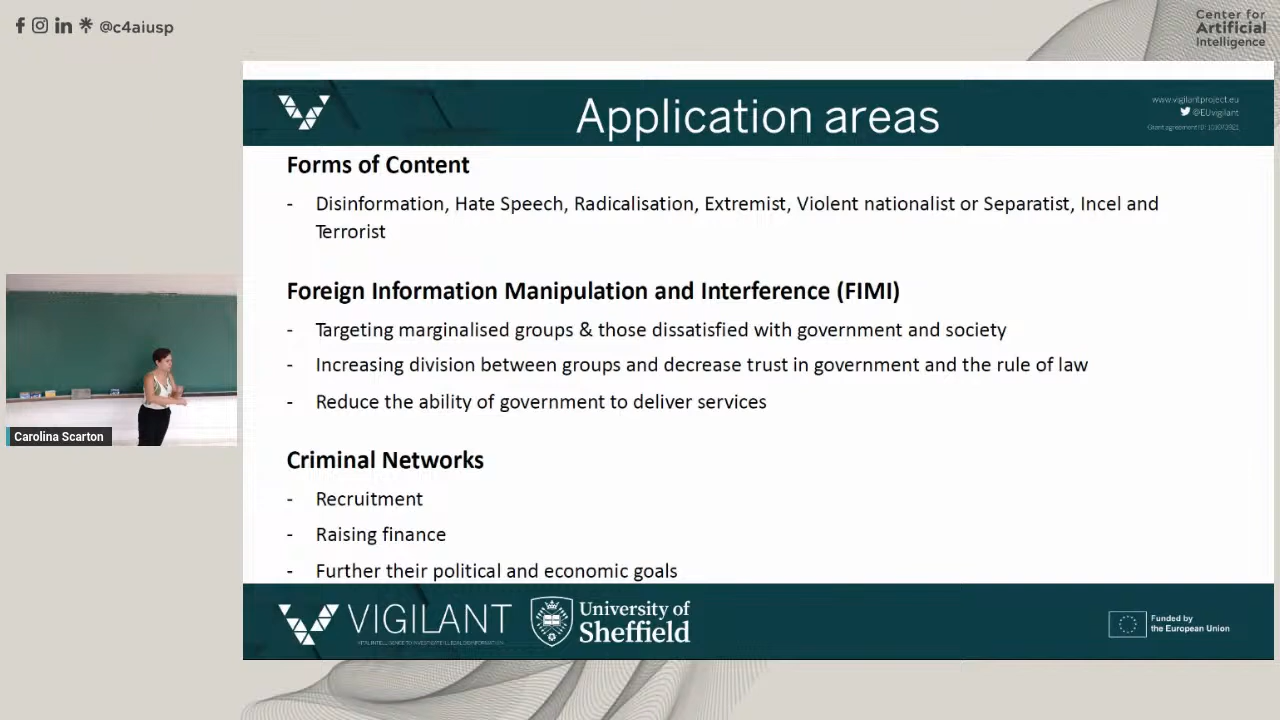 @c4aiusp
Center for
Artificial
Intelligence
Application areas
www.vigilantproject.eu
@EUvigilant
Forms of Content
- Disinformation, Hate Speech, Radicalisation, Extremist, Violent nationalist or Separatist, Incel and
Terrorist
Foreign Information Manipulation and Interference (FIMI)
- Targeting marginalised groups & those dissatisfied with government and society
- Increasing division between groups and decrease trust in government and the rule of law
- Reduce the ability of government to deliver services
Carolina Scarton
Criminal Networks
- Recruitment
- Raising finance
- Further their political and economic goals
VIGILANT
University of
Sheffield
Funded by
the European Union